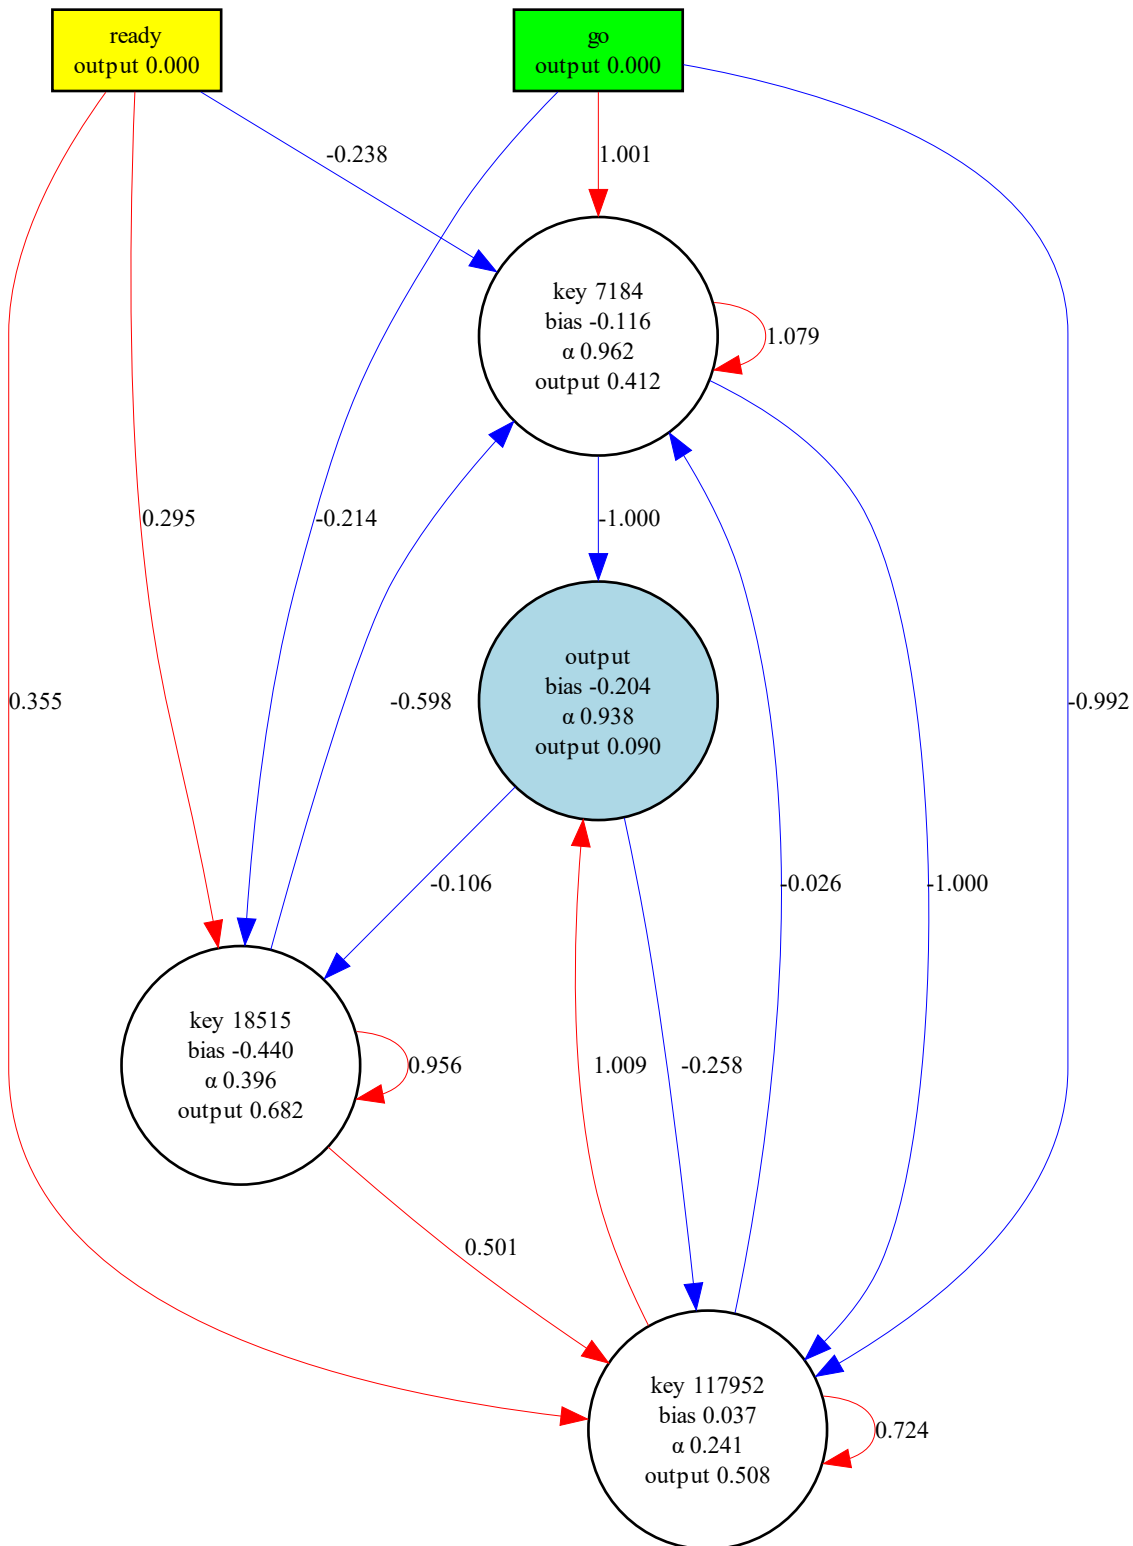 ready
output 0.000
go
output 0.000
-0.238
1.001
key 7184
bias -0.116
α 0.962
output 0.412
1.079
0.295
-0.214
-1.000
0.355
-0.598
output
bias -0.204
α 0.938
output 0.090
-0.992
-0.106
-0.026
-1.000
key 18515
bias -0.440
α 0.396
output 0.682
0.956
1.009
-0.258
0.501
key 117952
bias 0.037
α 0.241
output 0.508
0.724